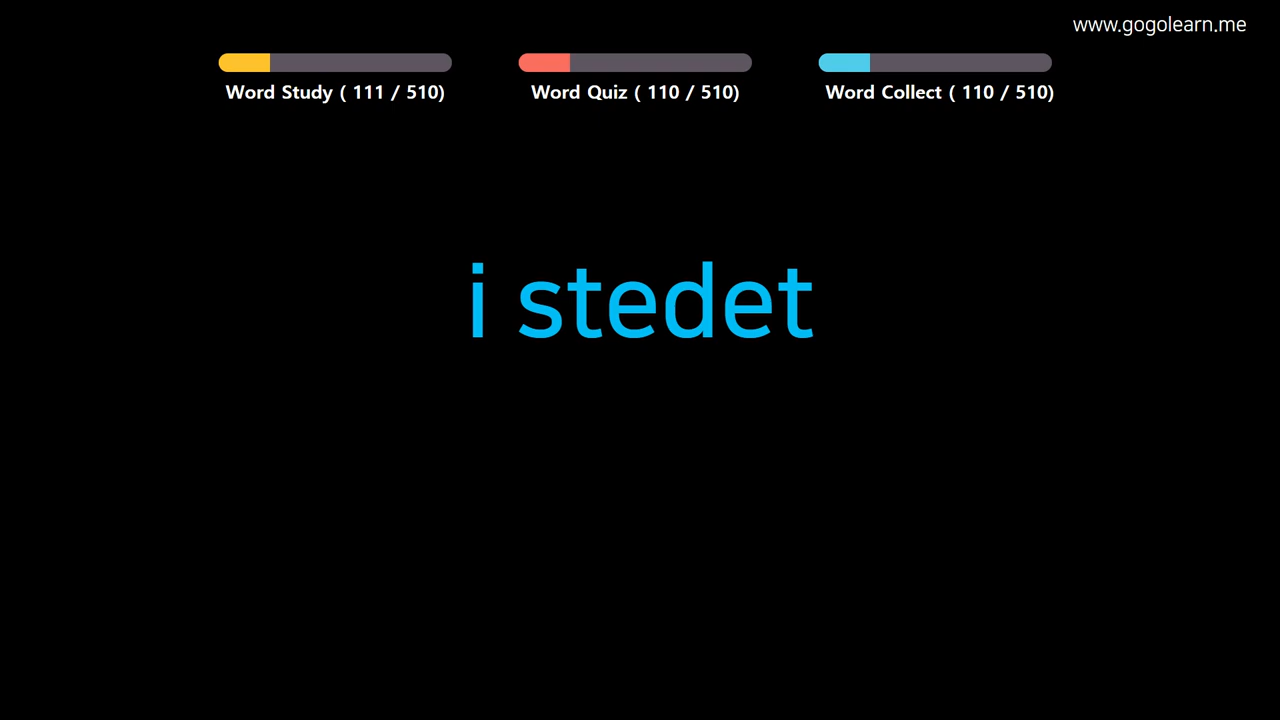 www.gogolearn.me
Word Study ( 111 / 510)
Word Quiz ( 110 / 510)
Word Collect ( 110 / 510)
i stedet